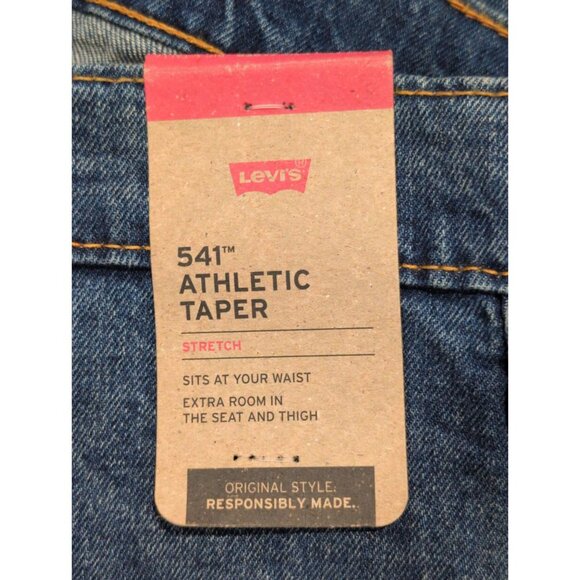 Levi's
541™
ATHLETIC
TAPER
STRETCH
SITS AT YOUR WAIST
EXTRA ROOM IN
THE SEAT AND THIGH
ORIGINAL STYLE.
RESPONSIBLY MADE.